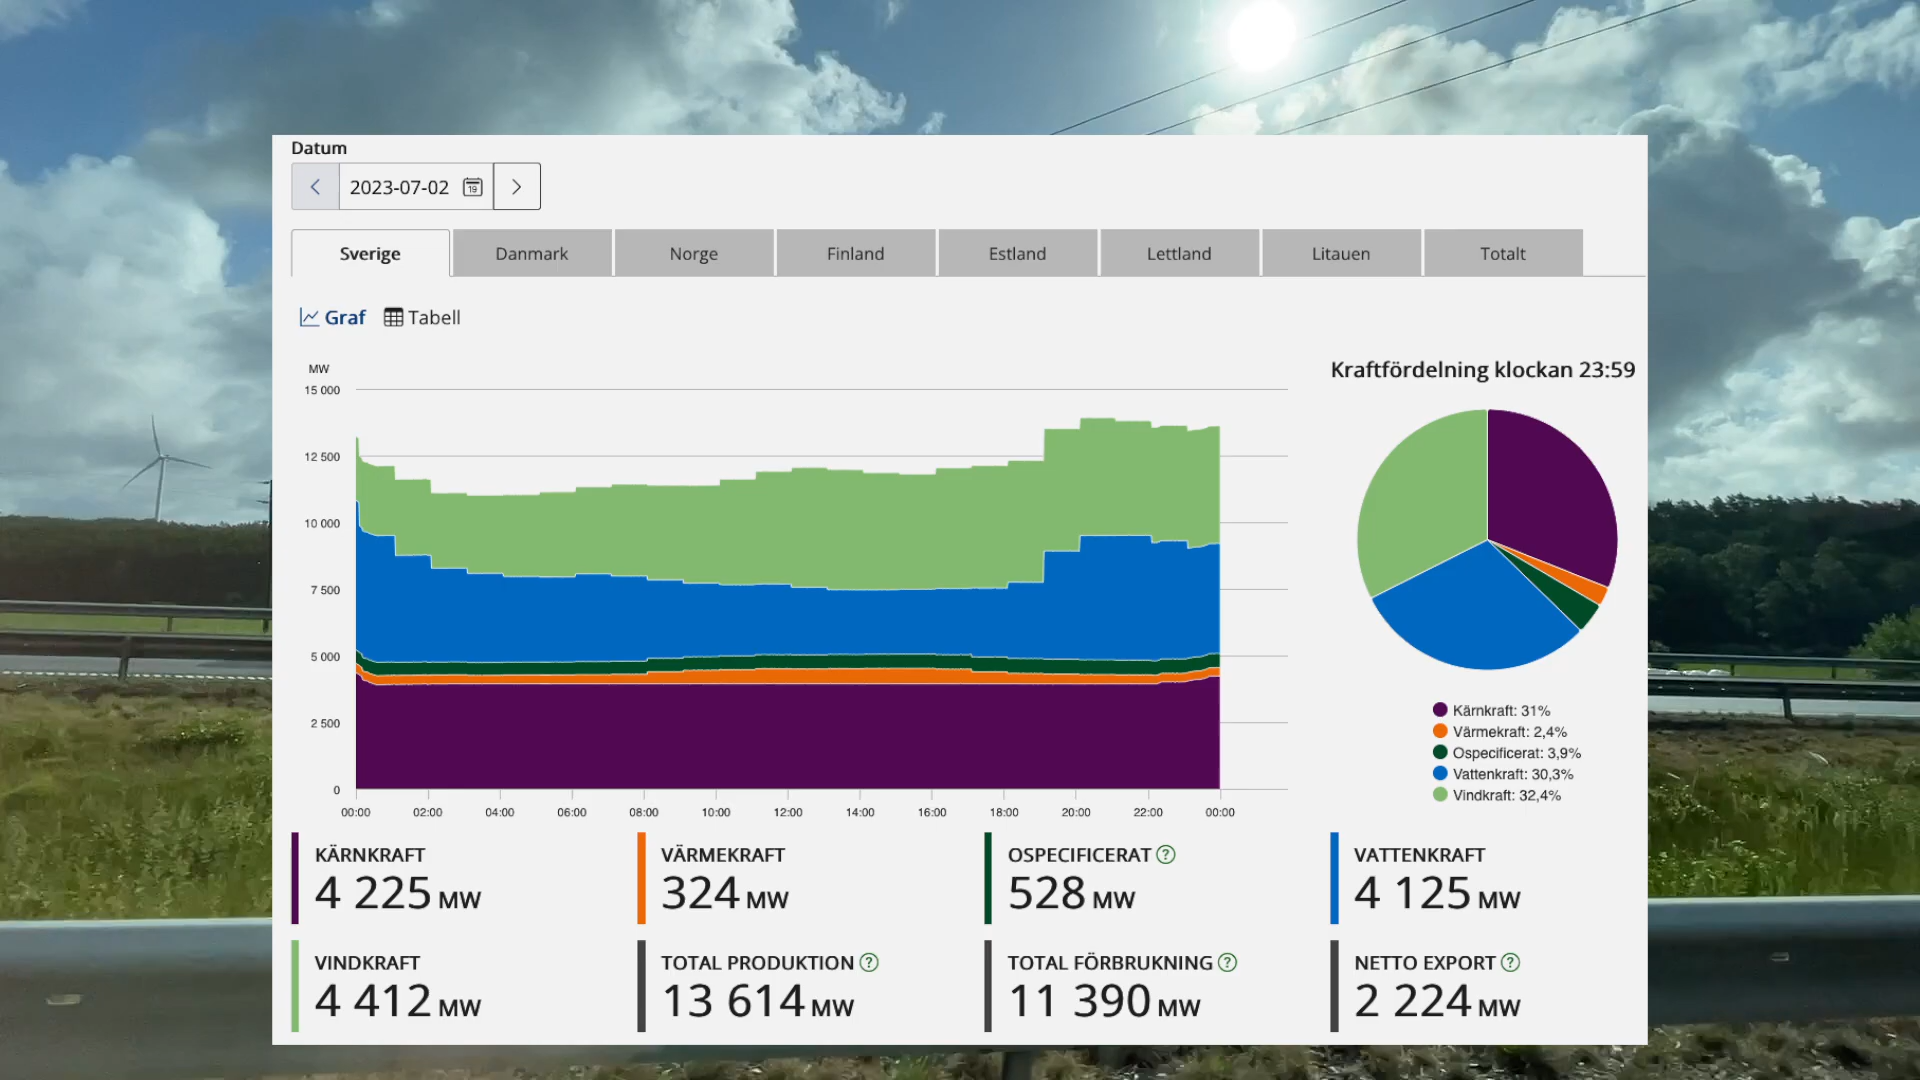 Datum
2023-07-02
19
Sverige Danmark Norge Finland Estland Lettland Litauen Totalt
Graf Tabell
MW
15 000
12 500
10 000
7 500
5 000
2 500
0
00:00 02:00 04:00 06:00 08:00 10:00 12:00 14:00 16:00 18:00 20:00 22:00 00:00
Kraftfördelning klockan 23:59
Kärnkraft: 31%
Värmekraft: 2,4%
Ospecificerat: 3,9%
Vattenkraft: 30,3%
Vindkraft: 32,4%
KÄRNKRAFT
4 225 MW
VÄRMEKRAFT
324 MW
OSPECIFICERAT ?
528 MW
VATTENKRAFT
4 125 MW
VINDKRAFT
4 412 MW
TOTAL PRODUKTION ?
13 614 MW
TOTAL FÖRBRUKNING ?
11 390 MW
NETTO EXPORT ?
2 224 MW